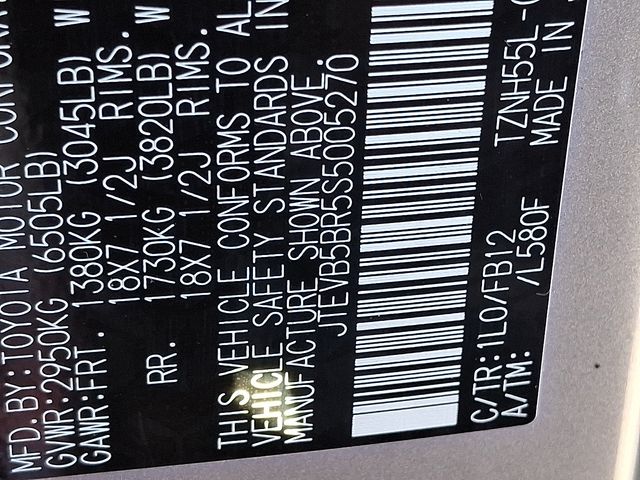 MFD.BY:TOYOTA MOTOR
GVWR:2950KG (6505LB)
GAWR:FRT. 1380KG (3045LB) W
18X7 1/2J RIMS.
RR. 1730KG (3820LB) W
18X7 1/2J RIMS.
THIS VEHICLE CONFORMS TO AL
VEHICLE SAFETY STANDARDS IN
MANUFACTURE SHOWN ABOVE.
JTEVB5BR5S5005270
C/TR:1L0/FB12 TZNH55L-
A/TM: /L580F MADE IN